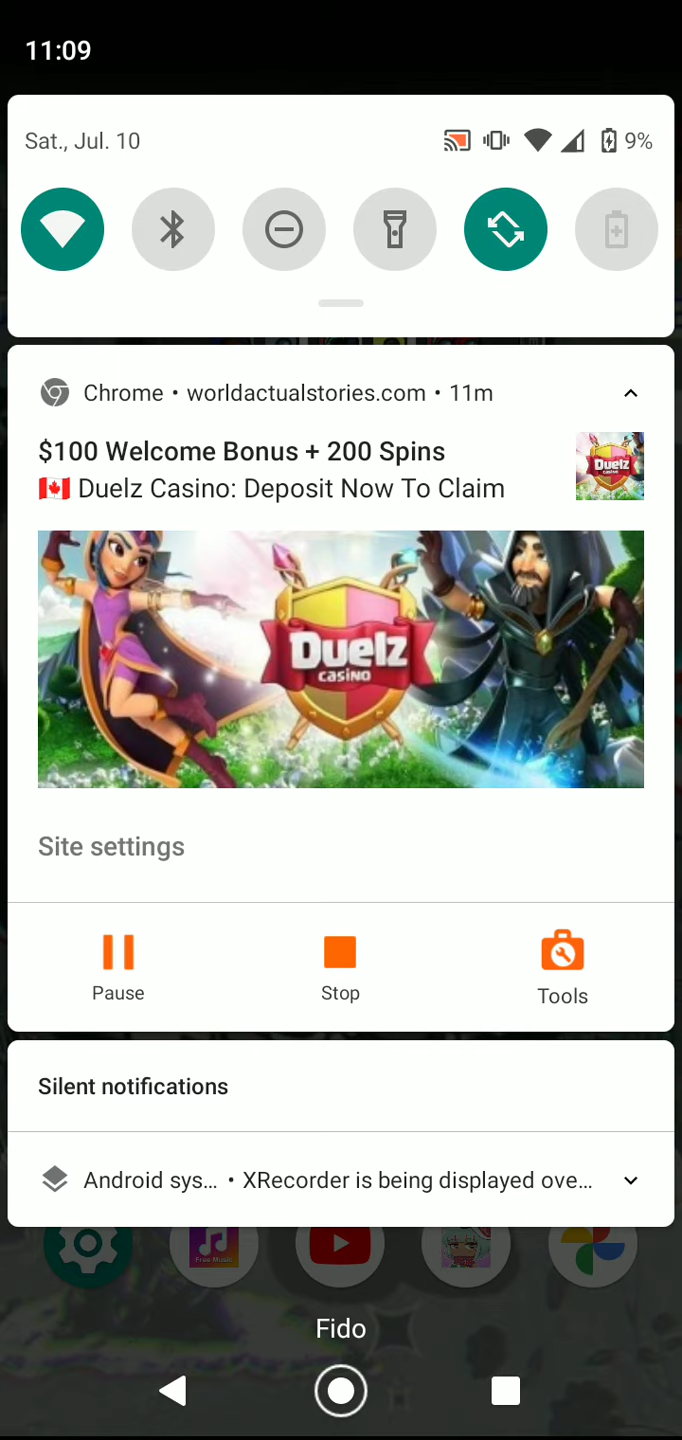 11:09
Sat., Jul. 10
9%
Chrome • worldactualstories.com • 11m
$100 Welcome Bonus + 200 Spins
🇨🇦 Duelz Casino: Deposit Now To Claim
Duelz
CASINO
Duelz
CASINO
Site settings
Pause
Stop
Tools
Silent notifications
Android sys... • XRecorder is being displayed ove...
Free Music
Fido